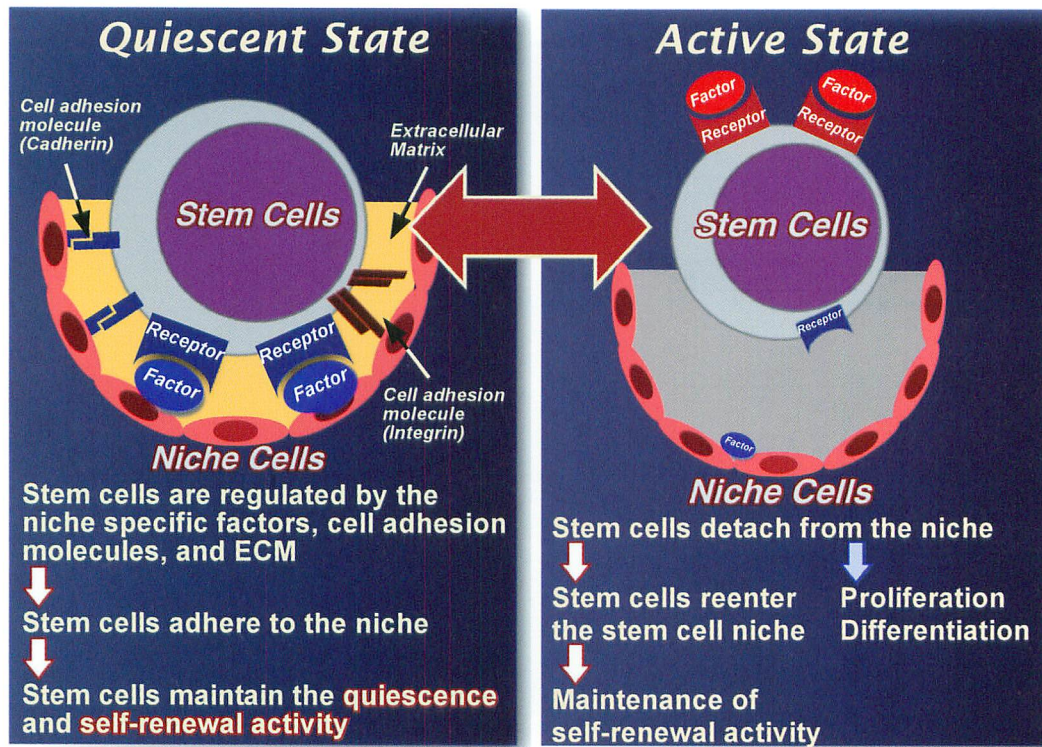 Quiescent State
Cell adhesion
molecule
(Cadherin)
Extracellular
Matrix
Stem Cells
Receptor
Receptor
Factor
Factor
Cell adhesion
molecule
(Integrin)
Niche Cells
Stem cells are regulated by the
niche specific factors, cell adhesion
molecules, and ECM
Stem cells adhere to the niche
Stem cells maintain the quiescence
and self-renewal activity
Active State
Factor
Factor
Receptor
Receptor
Stem Cells
Receptor
Factor
Niche Cells
Stem cells detach from the niche
Stem cells reenter
the stem cell niche
Proliferation
Differentiation
Maintenance of
self-renewal activity